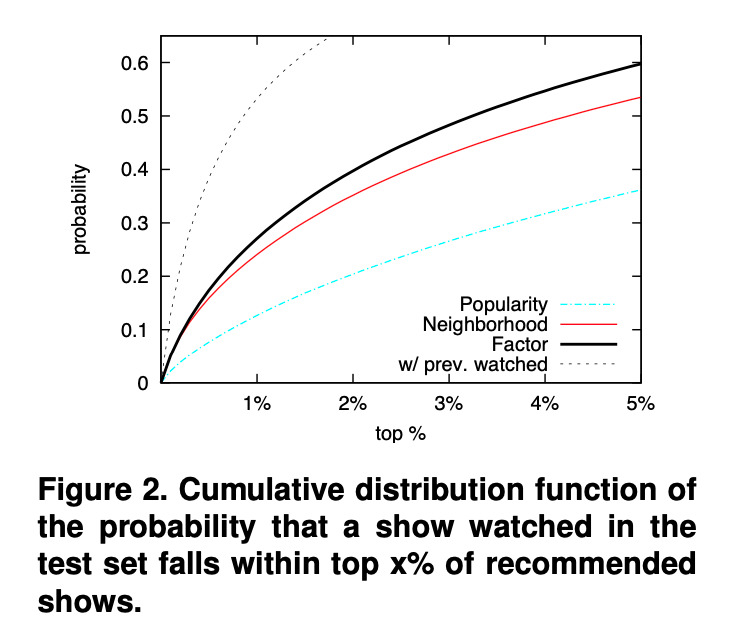 0.6
0.5
0.4
0.3
0.2
0.1
0
probability
Popularity
Neighborhood
Factor
w/ prev. watched
1% 2% 3% 4% 5%
top %
Figure 2. Cumulative distribution function of
the probability that a show watched in the
test set falls within top x% of recommended
shows.